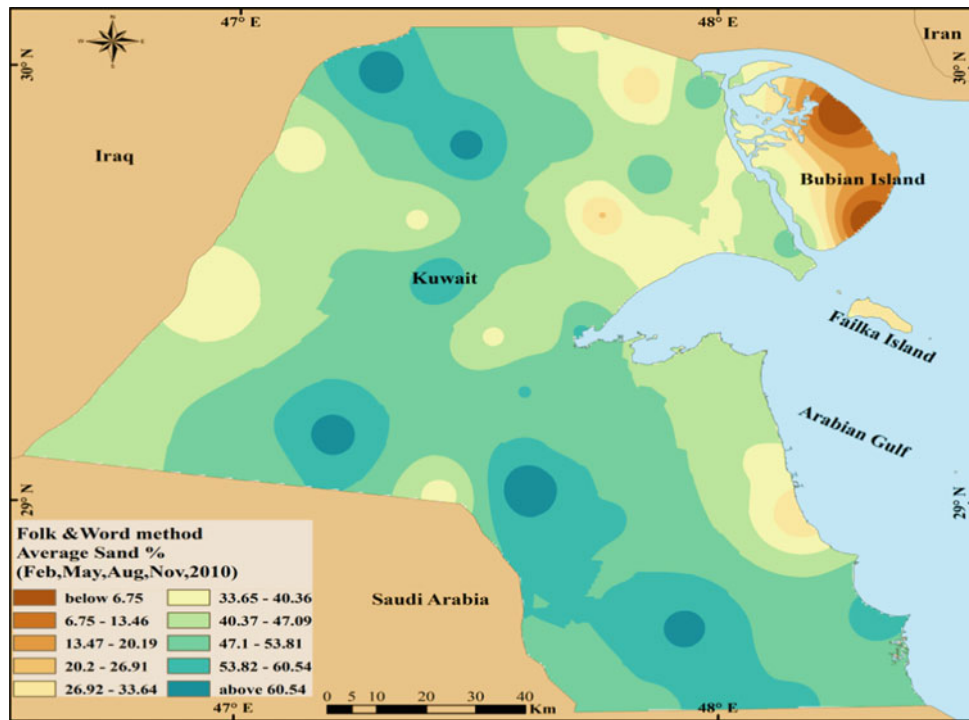 47° E
48° E
Iran
30° N
30° N
Iraq
Bubian Island
Kuwait
Failka Island
Arabian Gulf
29° N
29° N
Folk &Word method
Average Sand %
(Feb,May,Aug,Nov,2010)
below 6.75
33.65 - 40.36
6.75 - 13.46
40.37 - 47.09
13.47 - 20.19
47.1 - 53.81
20.2 - 26.91
53.82 - 60.54
26.92 - 33.64
above 60.54
Saudi Arabia
0 5 10 20 30 40
Km
47° E
48° E